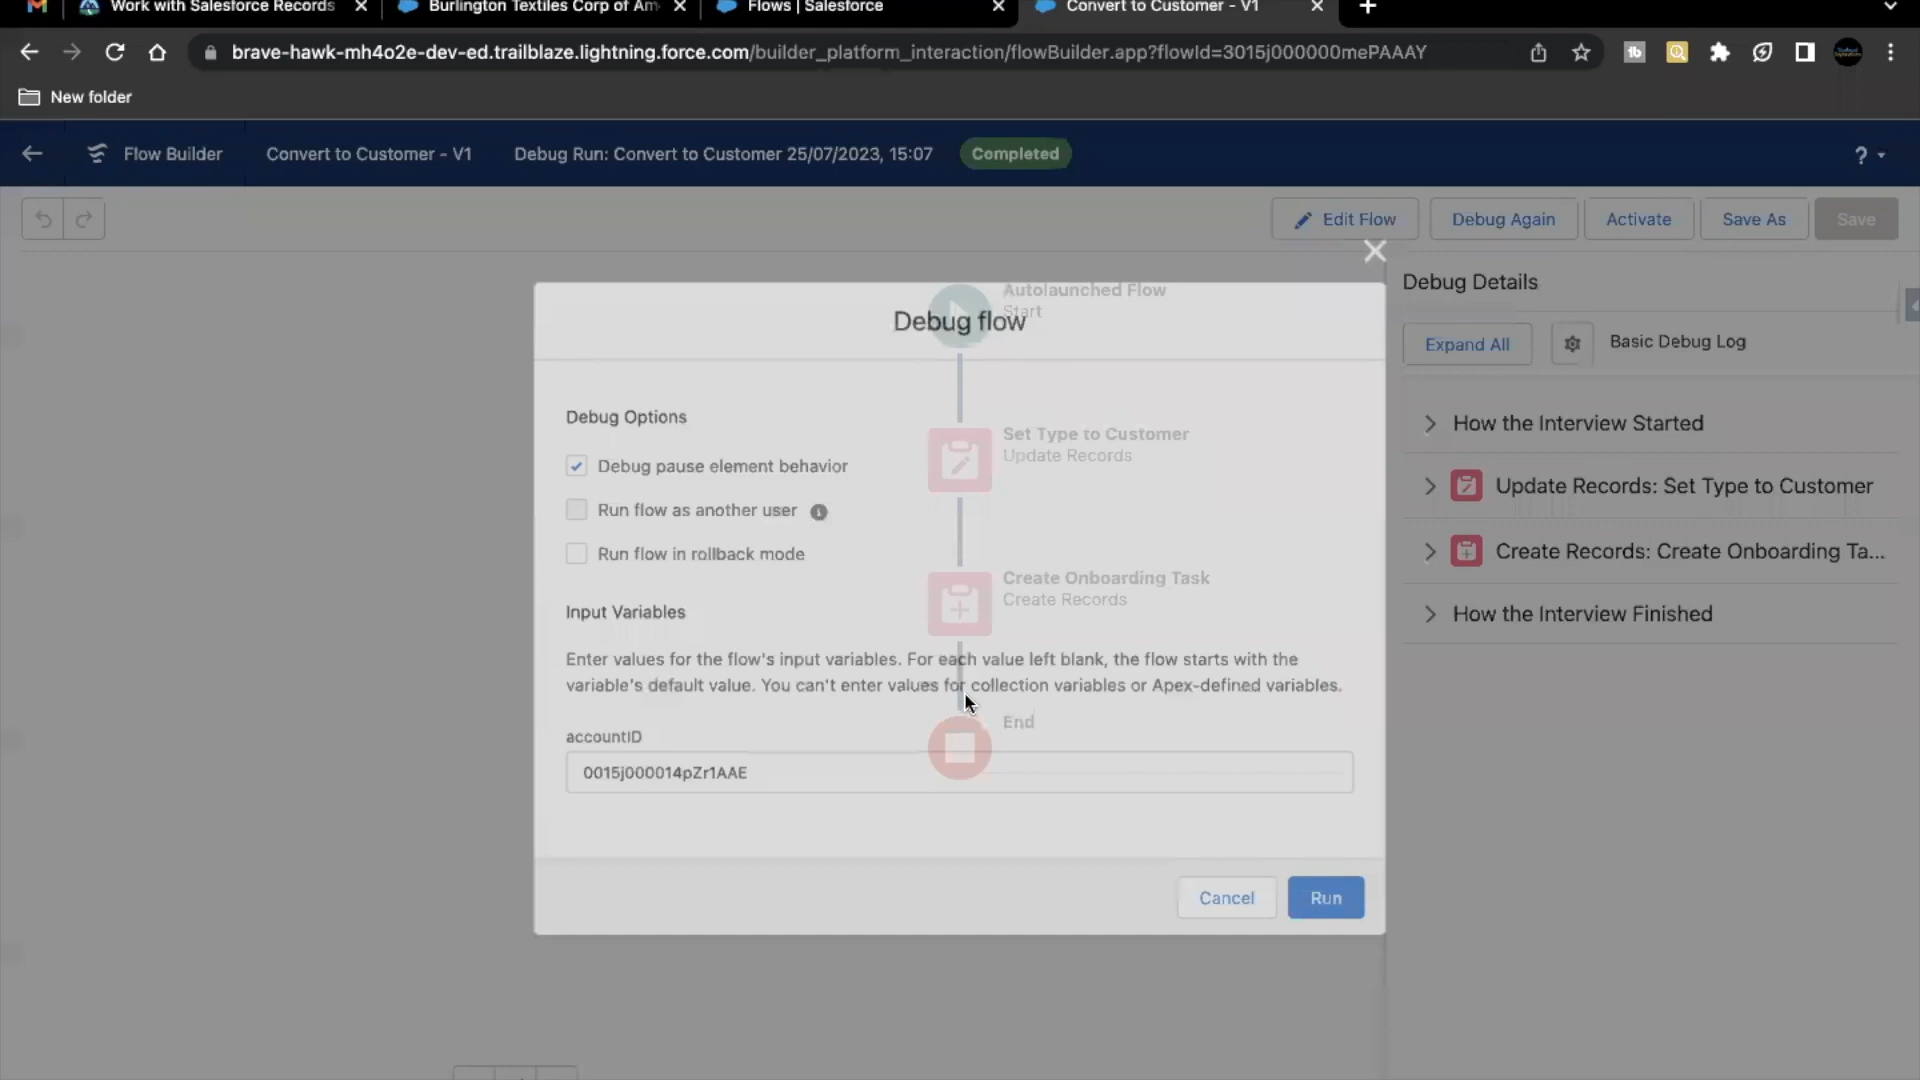 Work with Salesforce Records
Burlington Textiles Corp of Am
Flows | Salesforce
Convert to Customer - V1
brave-hawk-mh4o2e-dev-ed.trailblaze.lightning.force.com/builder_platform_interaction/flowBuilder.app?flowId=3015j000000mePAAAY
New folder
Flow Builder
Convert to Customer - V1
Debug Run: Convert to Customer 25/07/2023, 15:07
Completed
?
Edit Flow
Debug Again
Activate
Save As
Save
Autolaunched Flow
Start
Debug flow
Debug Options
Debug pause element behavior
Run flow as another user
Run flow in rollback mode
Set Type to Customer
Update Records
Create Onboarding Task
Create Records
Input Variables
Enter values for the flow's input variables. For each value left blank, the flow starts with the
variable's default value. You can't enter values for collection variables or Apex-defined variables.
End
accountID
0015j000014pZr1AAE
Cancel
Run
Debug Details
Expand All
Basic Debug Log
How the Interview Started
Update Records: Set Type to Customer
Create Records: Create Onboarding Ta...
How the Interview Finished